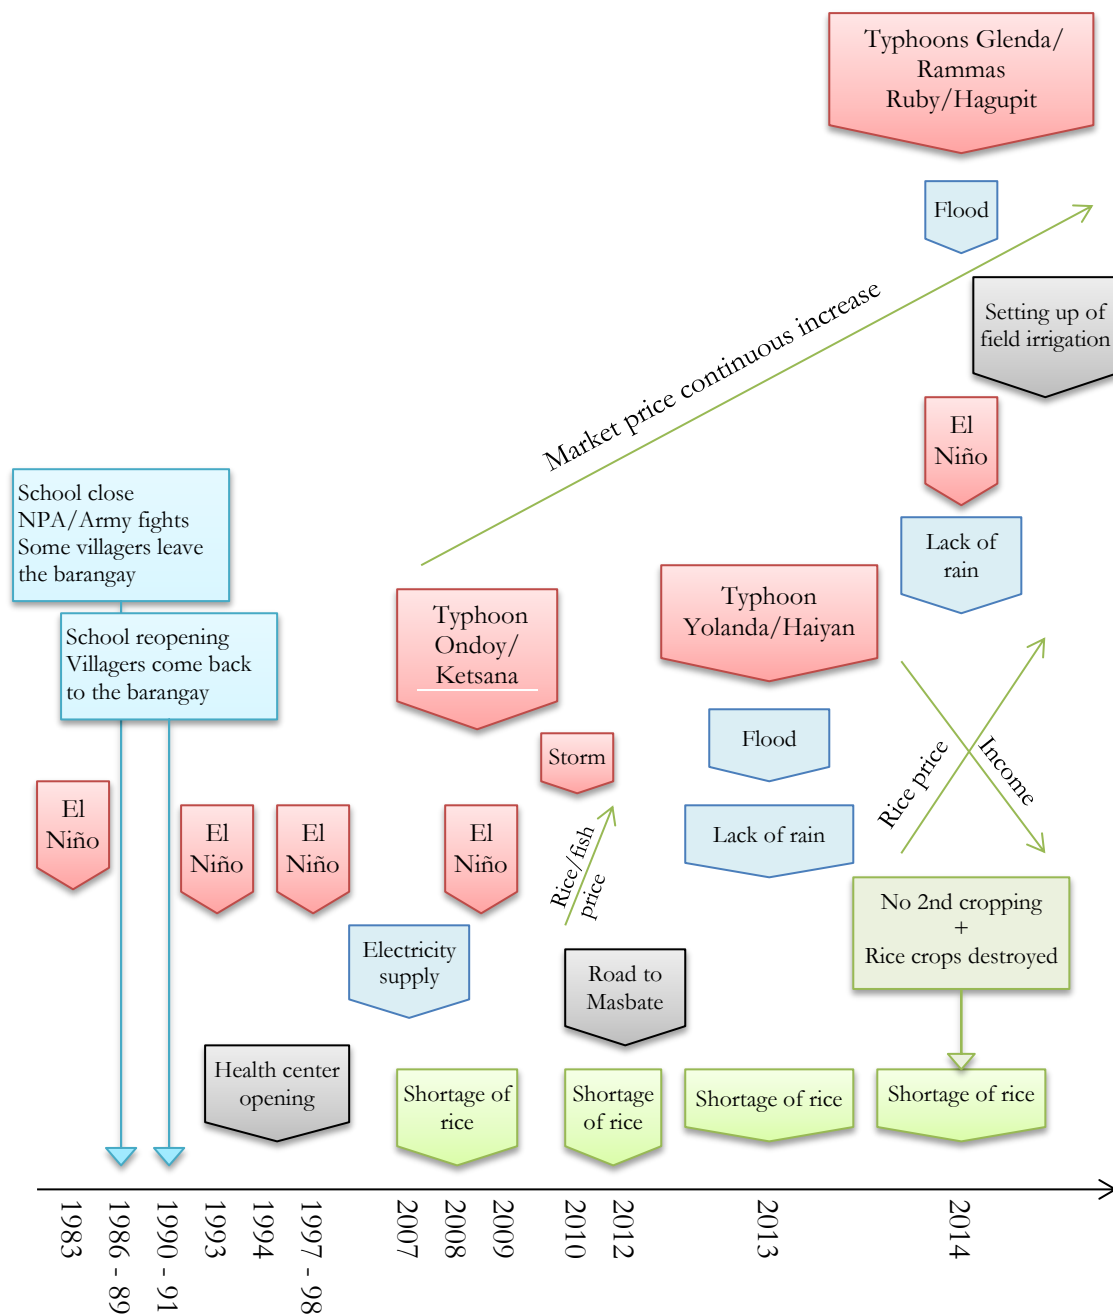 Typhoons Glenda/
Rammas
Ruby/Hagupit
Flood
Market price continuous increase
Setting up of
field irrigation
El
Niño
School close
NPA/Army fights
Some villagers leave
the barangay
Lack of
rain
School reopening
Villagers come back
to the barangay
Typhoon
Ondoy/
Ketsana
Typhoon
Yolanda/Haiyan
Flood
Storm
Rice price
Income
El
Niño
El
Niño
El
Niño
El
Niño
Rice/fish
price
Lack of rain
No 2nd cropping
+
Rice crops destroyed
Electricity
supply
Road to
Masbate
Health center
opening
Shortage of
rice
Shortage
of rice
Shortage of rice
Shortage of rice
1983
1986 - 89
1990 - 91
1993
1994
1997 - 98
2007
2008
2009
2010
2012
2013
2014